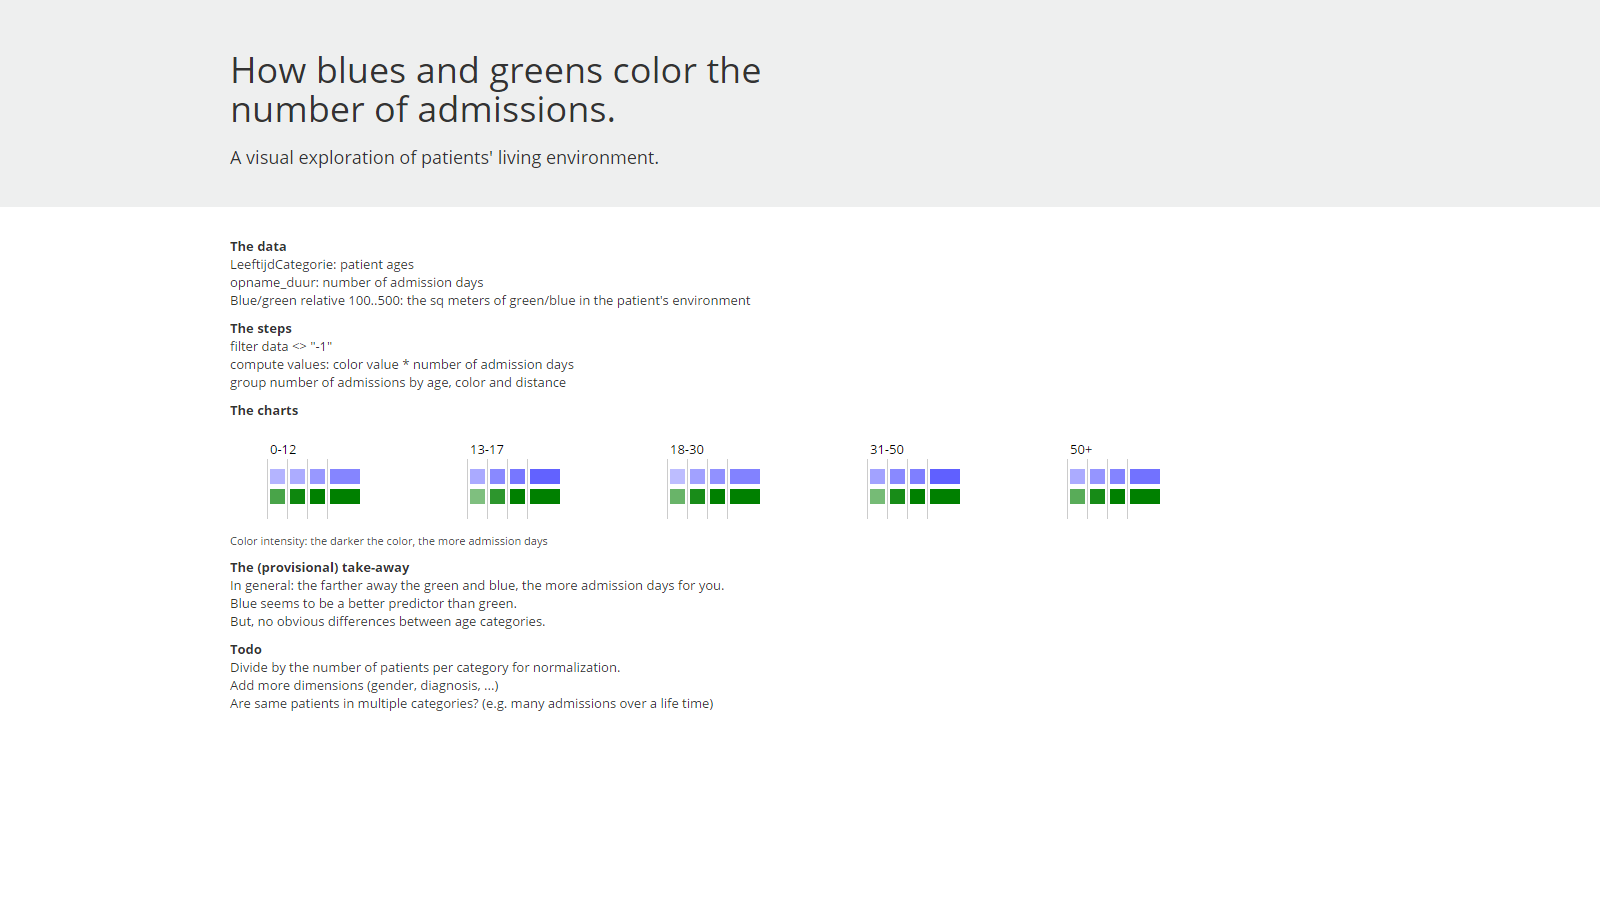 How blues and greens color the
number of admissions.
A visual exploration of patients' living environment.
The data
LeeftijdCategorie: patient ages
opname_duur: number of admission days
Blue/green relative 100..500: the sq meters of green/blue in the patient's environment
The steps
filter data <> "-1"
compute values: color value * number of admission days
group number of admissions by age, color and distance
The charts
0-12 13-17 18-30 31-50 50+
Color intensity: the darker the color, the more admission days
The (provisional) take-away
In general: the farther away the green and blue, the more admission days for you.
Blue seems to be a better predictor than green.
But, no obvious differences between age categories.
Todo
Divide by the number of patients per category for normalization.
Add more dimensions (gender, diagnosis, ...)
Are same patients in multiple categories? (e.g. many admissions over a life time)